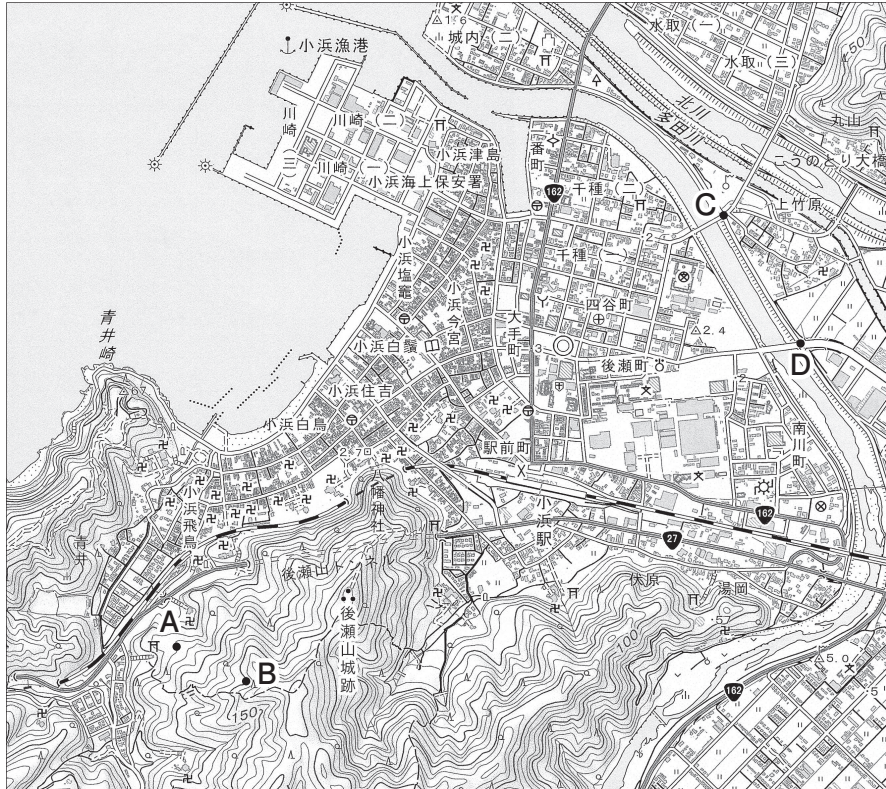 1.6
城内(二)
水取(一)
水取(三)
150
小浜漁港
北川
多田川
丸山
川崎(二)
川崎(三)
川崎(一)
小浜津島
小浜海上保安署
番町
162
千種(二)
こうのとり大橋
上竹原
C
2
千種(一)
小浜塩竈
小浜今宮
大手町
四谷町
2.4
青井崎
小浜白鬚
3
後瀬町
D
小浜住吉
小浜白鳥
南川町
2.7
駅前町
小浜飛鳥
八幡神社
小浜駅
162
27
青井
後瀬山トンネル
伏原
湯岡
後瀬山城跡
100
57
A
B
150
5.0
162
5